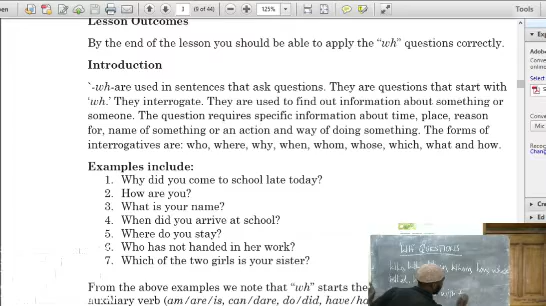 Tools
(9 of 44)
125%
Lesson Outcomes
By the end of the lesson you should be able to apply the “wh” questions correctly.
Introduction
`-wh-are used in sentences that ask questions. They are questions that start with
‘wh.’ They interrogate. They are used to find out information about something or
someone. The question requires specific information about time, place, reason
for, name of something or an action and way of doing something. The forms of
interrogatives are: who, where, why, when, whom, whose, which, what and how.
Examples include:
1. Why did you come to school late today?
2. How are you?
3. What is your name?
4. When did you arrive at school?
5. Where do you stay?
6. Who has not handed in her work?
7. Which of the two girls is your sister?
From the above examples we note that “wh” starts the
auxiliary verb (am/are/is, can/dare, do/did, have/ha
WH QUESTIONS